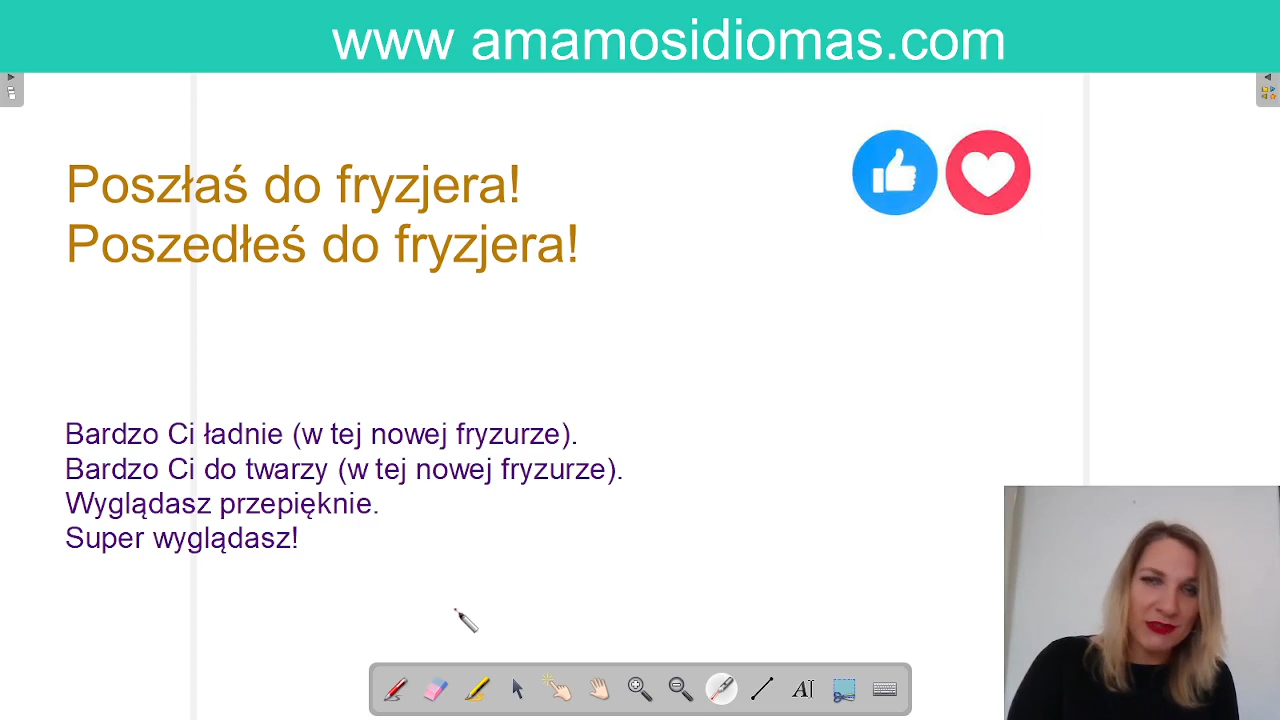 www amamosidiomas.com
Poszłaś do fryzjera!
Poszedłeś do fryzjera!
Bardzo Ci ładnie (w tej nowej fryzurze).
Bardzo Ci do twarzy (w tej nowej fryzurze).
Wyglądasz przepięknie.
Super wyglądasz!